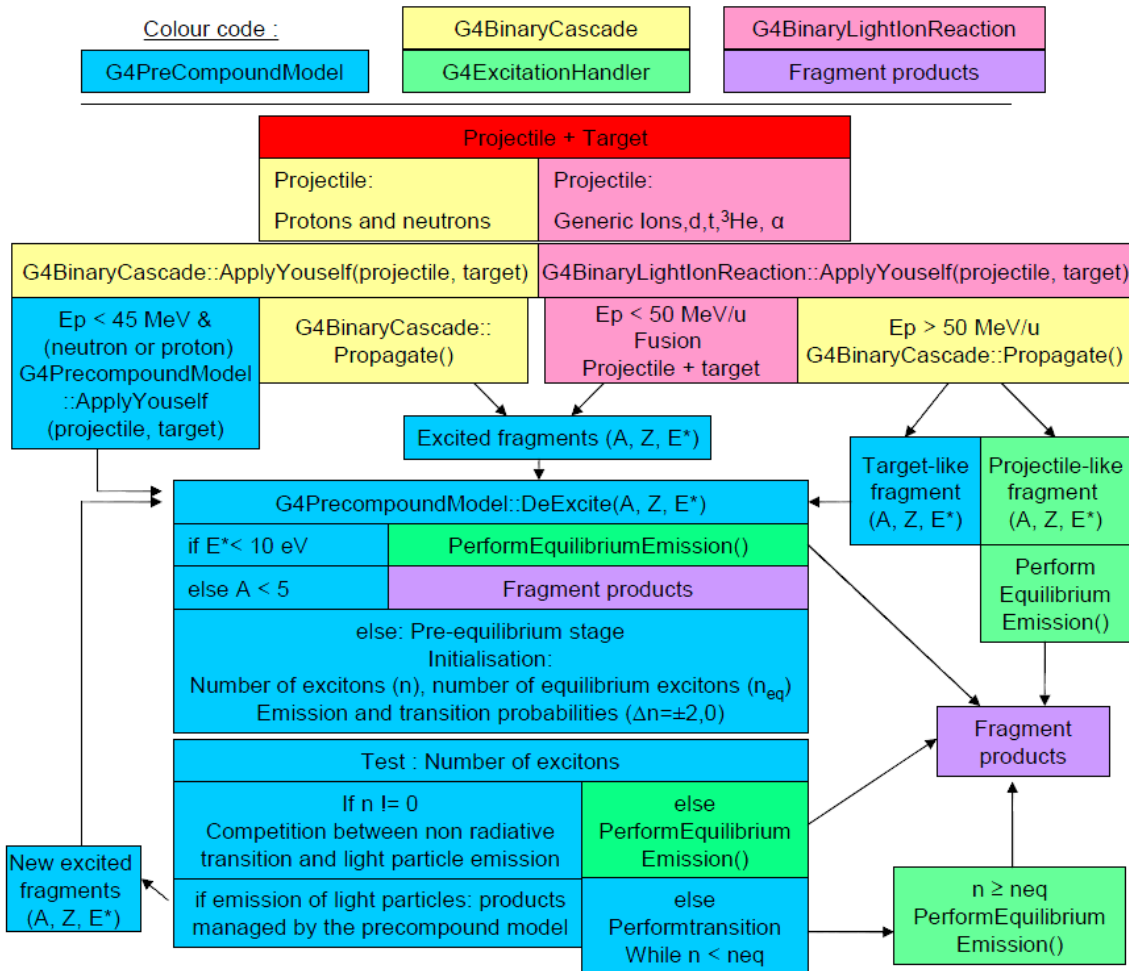 Colour code :
G4BinaryCascade
G4BinaryLightIonReaction
G4PreCompoundModel
G4ExcitationHandler
Fragment products
Projectile + Target
Projectile:
Protons and neutrons
Projectile:
Generic Ions,d,t,³He, α
G4BinaryCascade::ApplyYouself(projectile, target)
G4BinaryLightIonReaction::ApplyYouself(projectile, target)
Ep < 45 MeV &
(neutron or proton)
G4PrecompoundModel
::ApplyYouself
(projectile, target)
G4BinaryCascade::
Propagate()
Ep < 50 MeV/u
Fusion
Projectile + target
Ep > 50 MeV/u
G4BinaryCascade::Propagate()
Excited fragments (A, Z, E*)
Target-like
fragment
(A, Z, E*)
Projectile-like
fragment
(A, Z, E*)
G4PrecompoundModel::DeExcite(A, Z, E*)
if E*< 10 eV
PerformEquilibriumEmission()
else A < 5
Fragment products
Perform
Equilibrium
Emission()
else: Pre-equilibrium stage
Initialisation:
Number of excitons (n), number of equilibrium excitons (neq)
Emission and transition probabilities (Δn=±2,0)
Fragment
products
Test : Number of excitons
If n != 0
Competition between non radiative
transition and light particle emission
else
PerformEquilibrium
Emission()
New excited
fragments
(A, Z, E*)
if emission of light particles: products
managed by the precompound model
else
Performtransition
While n < neq
n ≥ neq
PerformEquilibrium
Emission()